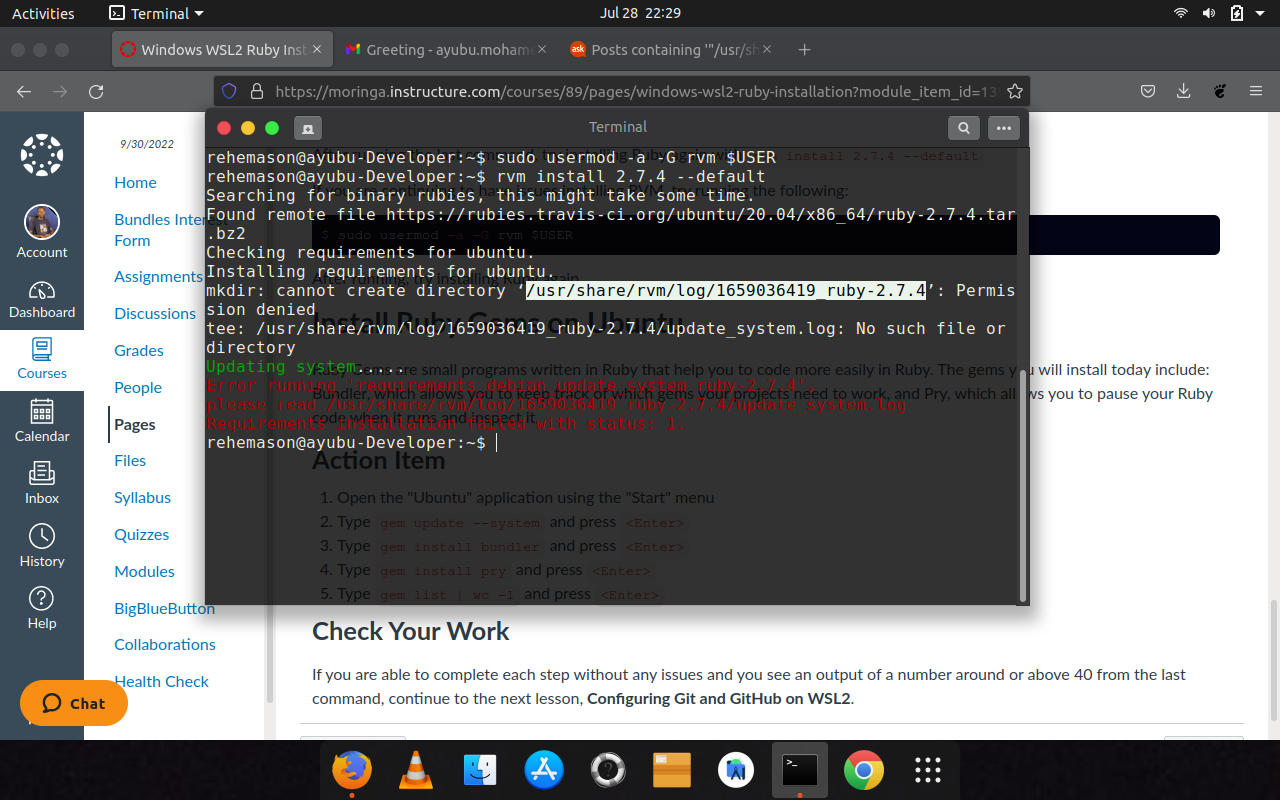 Activities
Terminal
Jul 28 22:29
Windows WSL2 Ruby Inst
Greeting - ayubu.mohame
Posts containing '"/usr/sh
https://moringa.instructure.com/courses/89/pages/windows-wsl2-ruby-installation?module_item_id=13
Terminal
rehemason@ayubu-Developer:~$ sudo usermod -a -G rvm $USER
rehemason@ayubu-Developer:~$ rvm install 2.7.4 --default
Searching for binary rubies, this might take some time.
Found remote file https://rubies.travis-ci.org/ubuntu/20.04/x86_64/ruby-2.7.4.tar
.bz2
Checking requirements for ubuntu.
Installing requirements for ubuntu.
mkdir: cannot create directory ‘/usr/share/rvm/log/1659036419_ruby-2.7.4’: Permis
sion denied
tee: /usr/share/rvm/log/1659036419_ruby-2.7.4/update_system.log: No such file or
directory
Updating system.....
Error running 'requirements_debian_update_system ruby-2.7.4',
please read /usr/share/rvm/log/1659036419_ruby-2.7.4/update_system.log
Requirements installation failed with status: 1.
rehemason@ayubu-Developer:~$
Account
Dashboard
Courses
Calendar
Inbox
History
Help
Chat
9/30/2022
Home
Bundles Inter
Form
Assignments
Discussions
Grades
People
Pages
Files
Syllabus
Quizzes
Modules
BigBlueButton
Collaborations
Health Check
install 2.7.4 --default
try running the following:
$ sudo usermod -a -G rvm $USER
After running, try installing Ruby again
Install Ruby Gems on Ubuntu
are small programs written in Ruby that help you to code more easily in Ruby. The gems you will install today include:
Bundler, which allows you to keep track of which gems your projects need to work, and Pry, which allows you to pause your Ruby
code when it runs and inspect it
Action Item
1. Open the "Ubuntu" application using the "Start" menu
2. Type gem update --system and press <Enter>
3. Type gem install bundler and press <Enter>
4. Type gem install pry and press <Enter>
5. Type gem list | wc -l and press <Enter>
Check Your Work
If you are able to complete each step without any issues and you see an output of a number around or above 40 from the last
command, continue to the next lesson, Configuring Git and GitHub on WSL2.